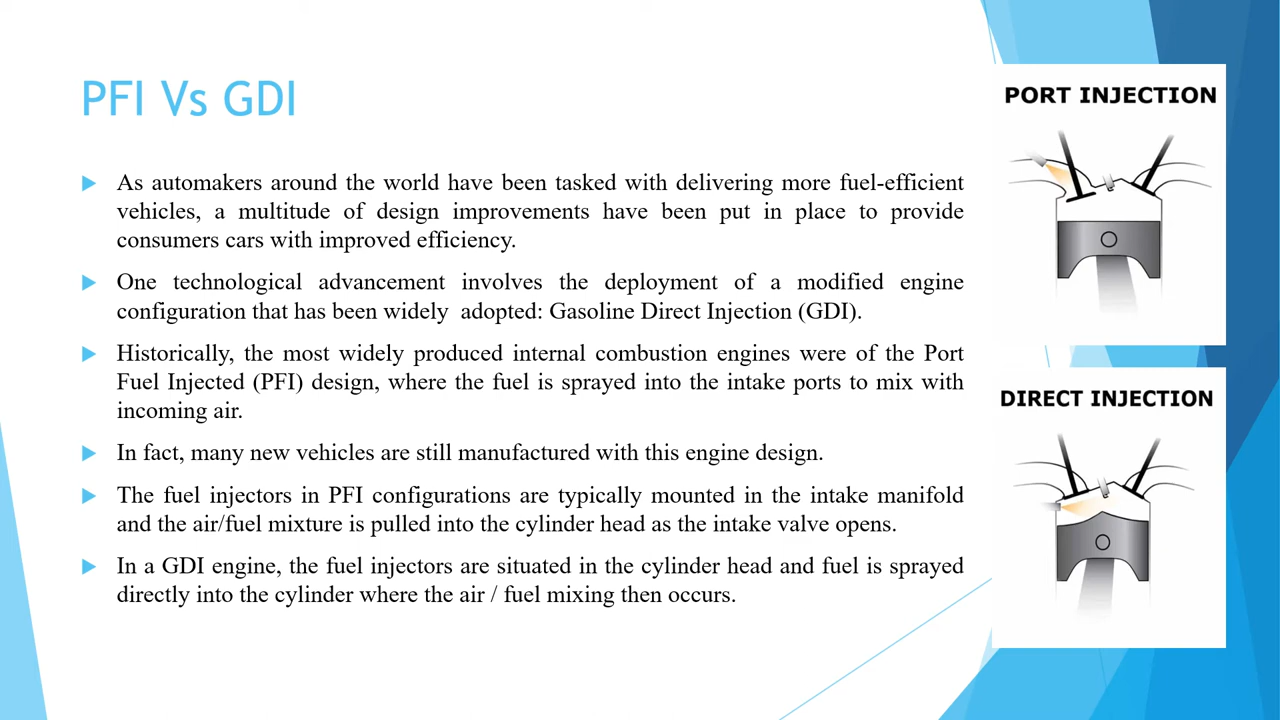 PFI Vs GDI
As automakers around the world have been tasked with delivering more fuel-efficient
vehicles, a multitude of design improvements have been put in place to provide
consumers cars with improved efficiency.
One technological advancement involves the deployment of a modified engine
configuration that has been widely  adopted: Gasoline Direct Injection (GDI).
Historically, the most widely produced internal combustion engines were of the Port
Fuel Injected (PFI) design, where the fuel is sprayed into the intake ports to mix with
incoming air.
In fact, many new vehicles are still manufactured with this engine design.
The fuel injectors in PFI configurations are typically mounted in the intake manifold
and the air/fuel mixture is pulled into the cylinder head as the intake valve opens.
In a GDI engine, the fuel injectors are situated in the cylinder head and fuel is sprayed
directly into the cylinder where the air / fuel mixing then occurs.
PORT INJECTION
DIRECT INJECTION